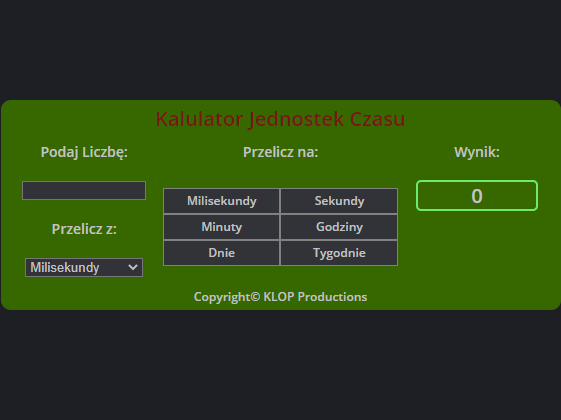 Kalulator Jednostek Czasu
Podaj Liczbę:
Przelicz z:
Milisekundy
Przelicz na:
Milisekundy Sekundy
Minuty Godziny
Dnie Tygodnie
Wynik:
0
Copyright© KLOP Productions